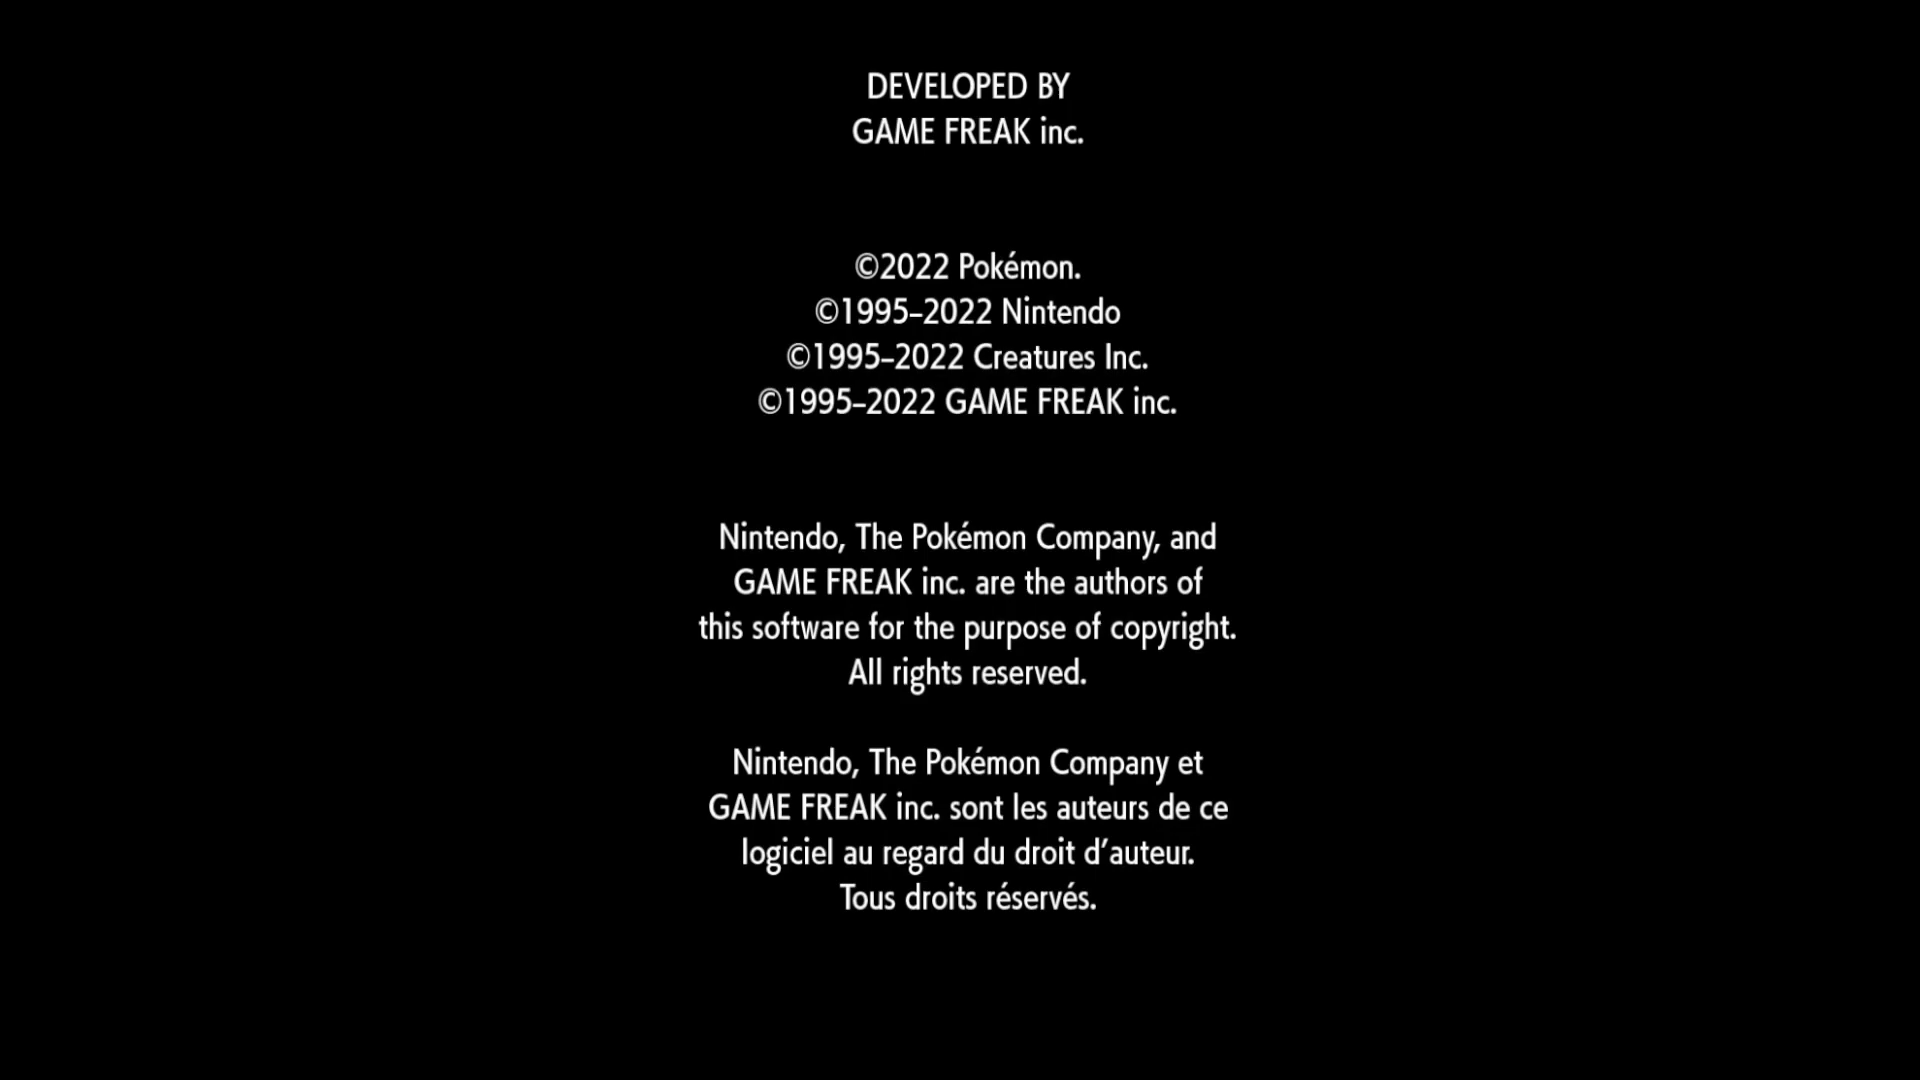 DEVELOPED BY
GAME FREAK inc.
©2022 Pokémon.
©1995–2022 Nintendo
©1995–2022 Creatures Inc.
©1995–2022 GAME FREAK inc.
Nintendo, The Pokémon Company, and
GAME FREAK inc. are the authors of
this software for the purpose of copyright.
All rights reserved.
Nintendo, The Pokémon Company et
GAME FREAK inc. sont les auteurs de ce
logiciel au regard du droit d’auteur.
Tous droits réservés.